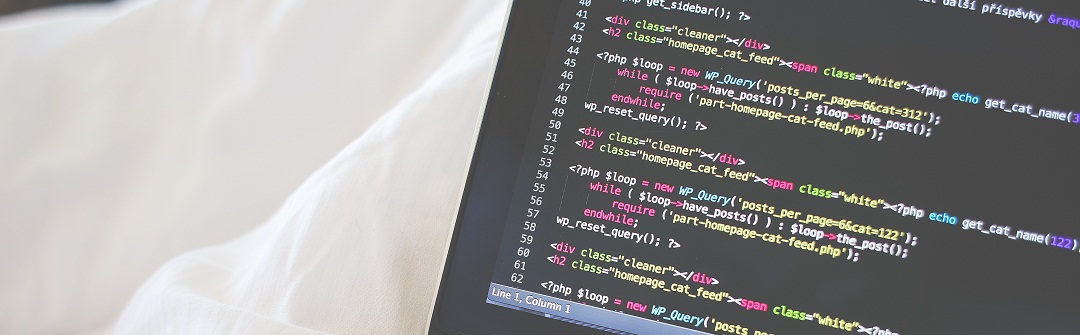 40 php get_sidebar(); ?>
další příspěvky &raqu
41 <div class="cleaner"></div>
42 <h2 class="homepage_cat_feed"><span class="white"><?php echo get_cat_name(3
43
44 <?php $loop = new WP_Query('posts_per_page=6&cat=312');
45 while ( $loop->have_posts() ) : $loop->the_post();
46 require ('part-homepage-cat-feed.php');
47 endwhile;
48 wp_reset_query(); ?>
49
50 <div class="cleaner"></div>
51 <h2 class="homepage_cat_feed"><span class="white"><?php echo get_cat_name(122)
52
53 <?php $loop = new WP_Query('posts_per_page=6&cat=122');
54 while ( $loop->have_posts() ) : $loop->the_post();
55 require ('part-homepage-cat-feed.php');
56 endwhile;
57 wp_reset_query(); ?>
58
59 <div class="cleaner"></div>
60 <h2 class="homepage_cat_feed"><span class="white"><?php
61
62 <?php $loop = new WP_Query('posts_per_page=6&
Line 1, Column 1